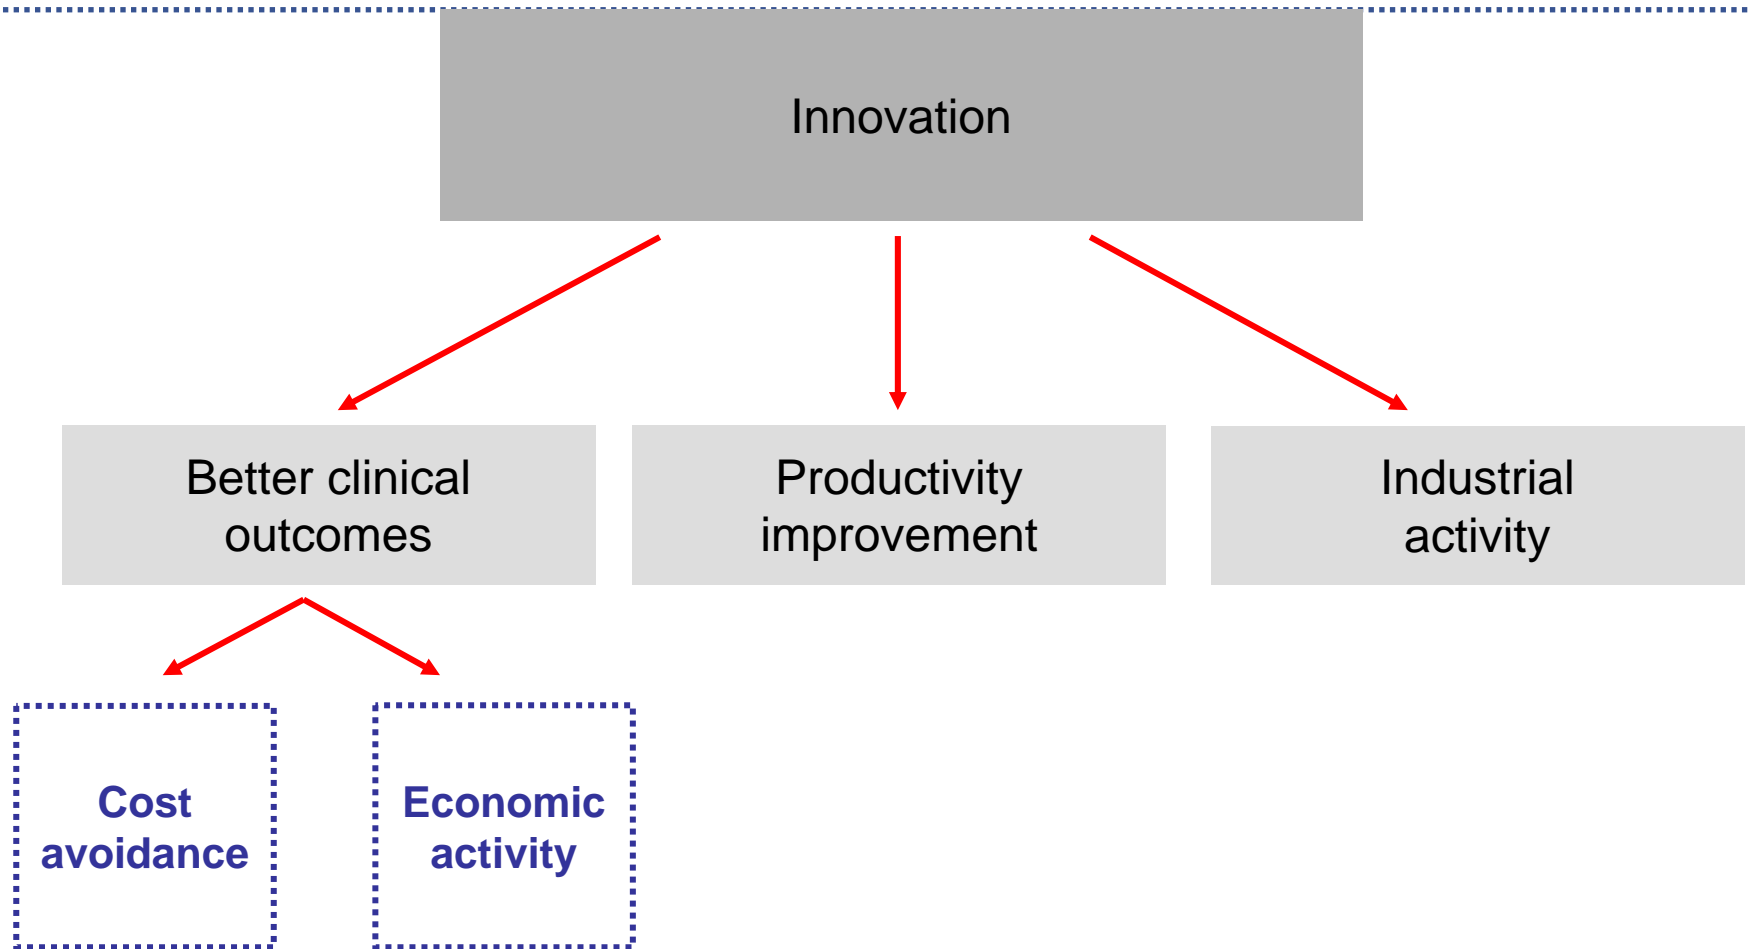 Innovation
Better clinical
outcomes
Productivity
improvement
Industrial
activity
Cost
avoidance
Economic
activity